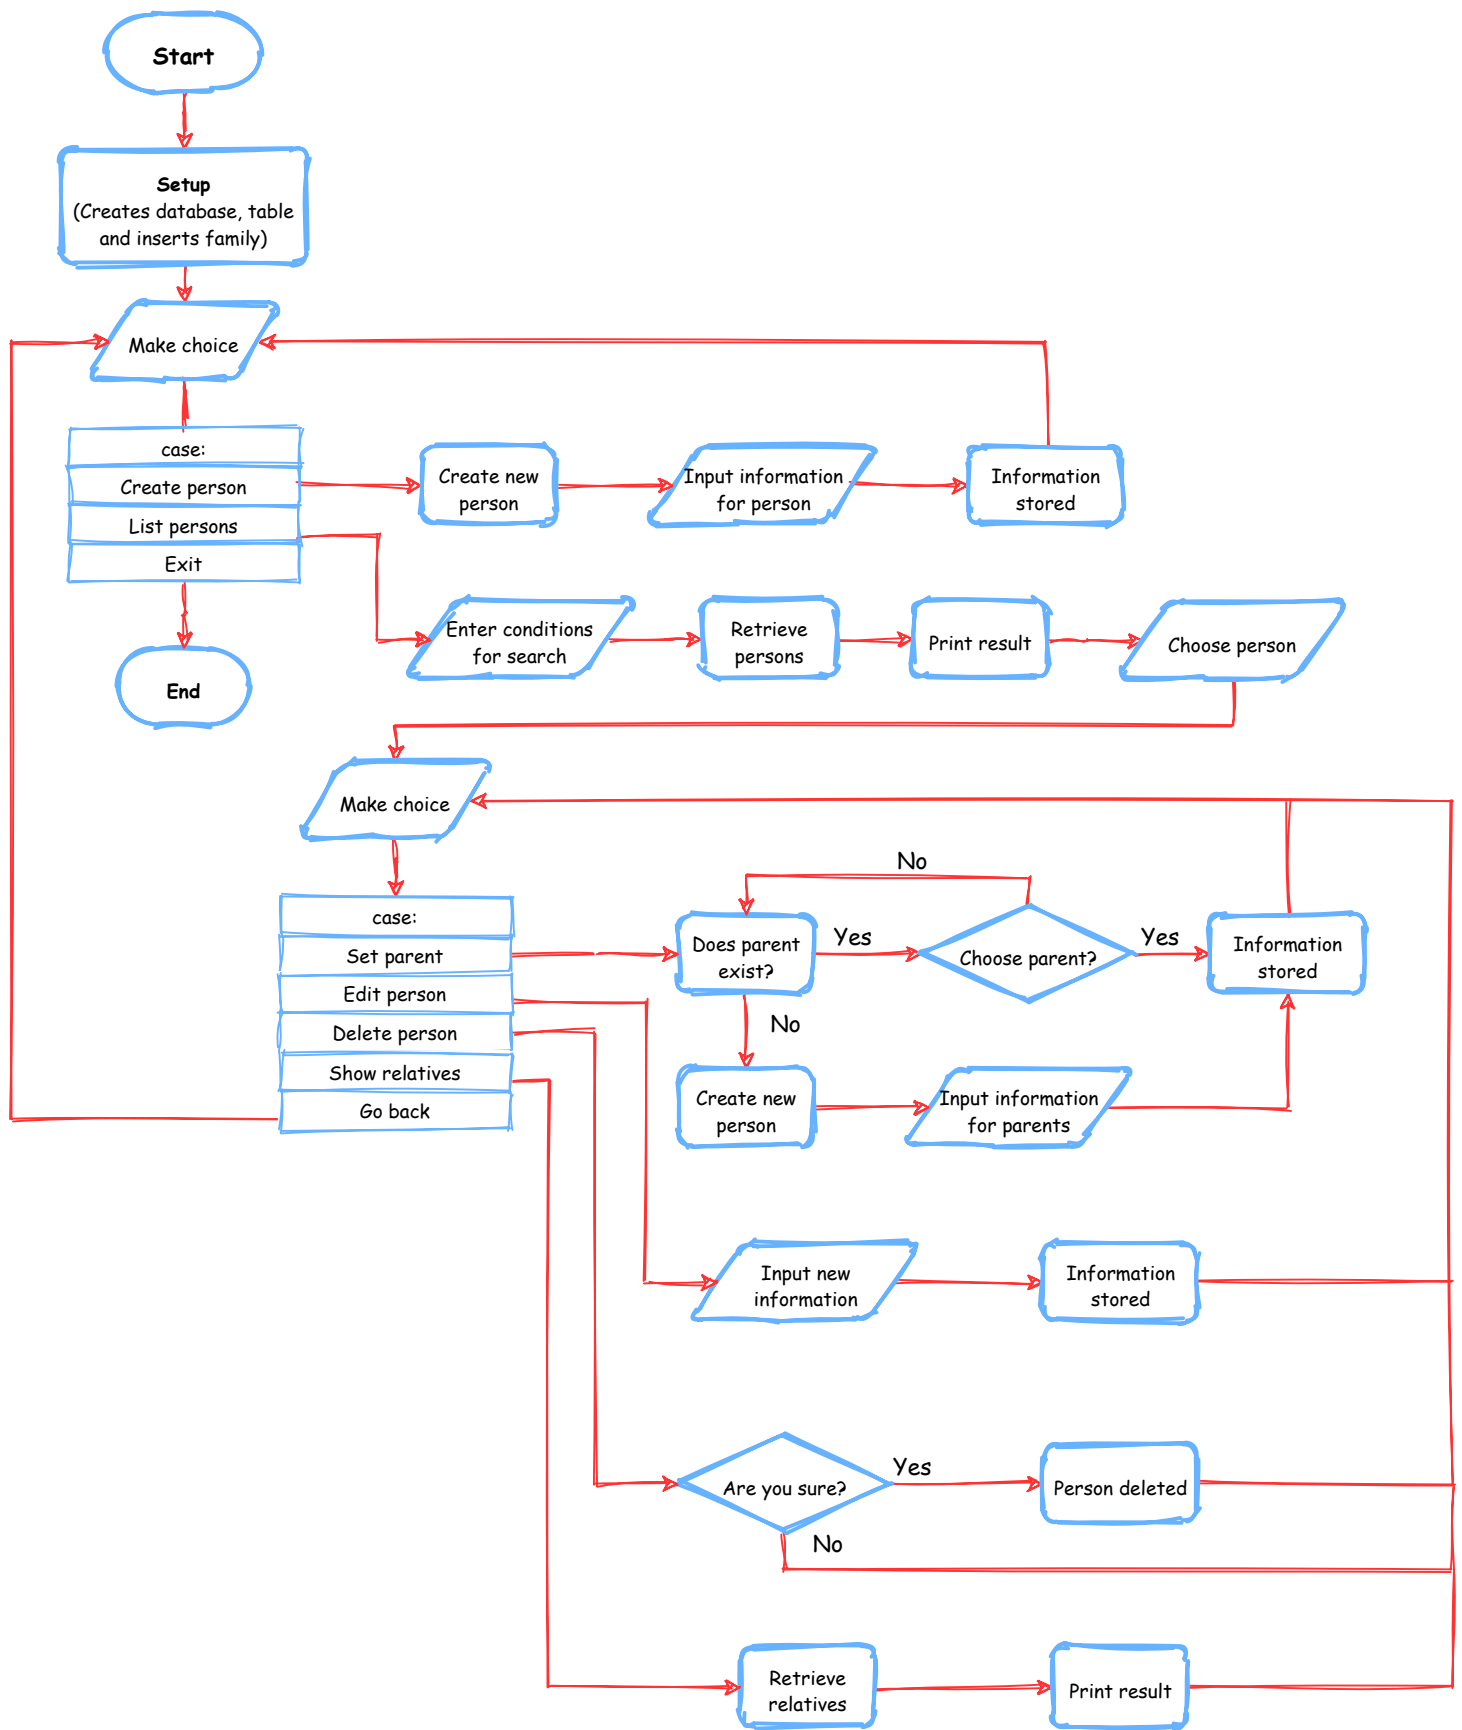 Start
Setup
(Creates database, table
and inserts family)
Make choice
case:
Create person
List persons
Exit
End
Create new
person
Input information
for person
Information
stored
Enter conditions
for search
Retrieve
persons
Print result
Choose person
Make choice
case:
Set parent
Edit person
Delete person
Show relatives
Go back
No
Does parent
exist?
Yes
Choose parent?
Yes
Information
stored
No
Create new
person
Input information
for parents
Input new
information
Information
stored
Are you sure?
Yes
Person deleted
No
Retrieve
relatives
Print result